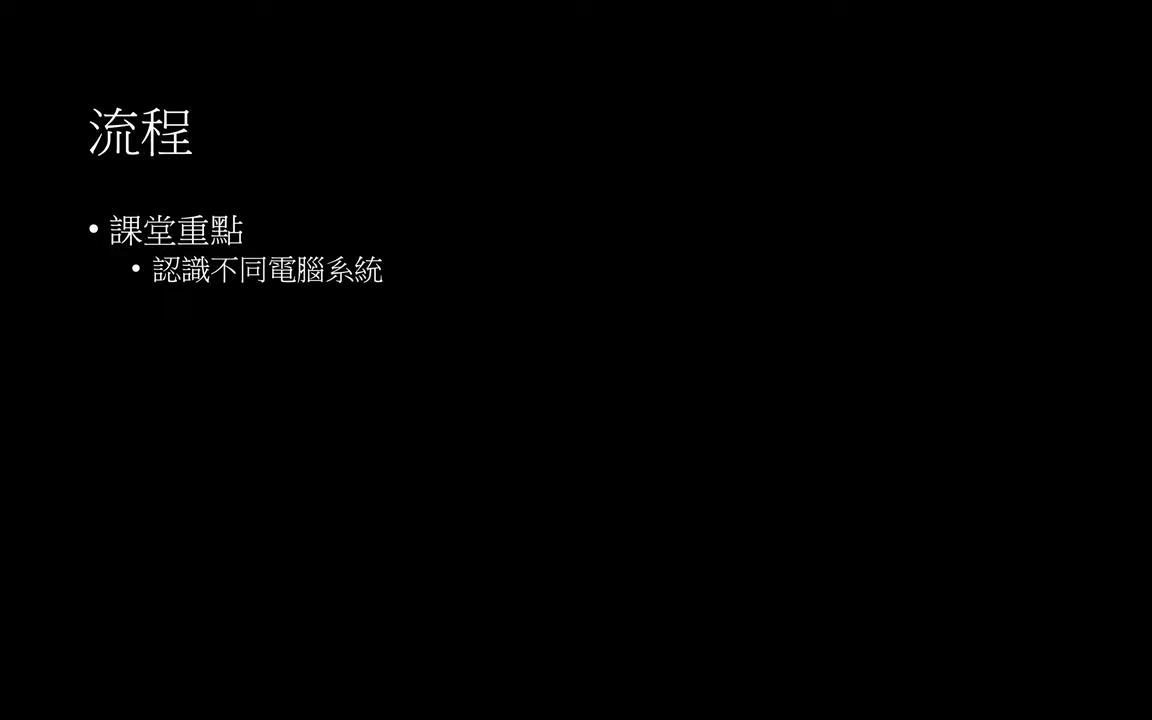 流程
• 課堂重點
• 認識不同電腦系統